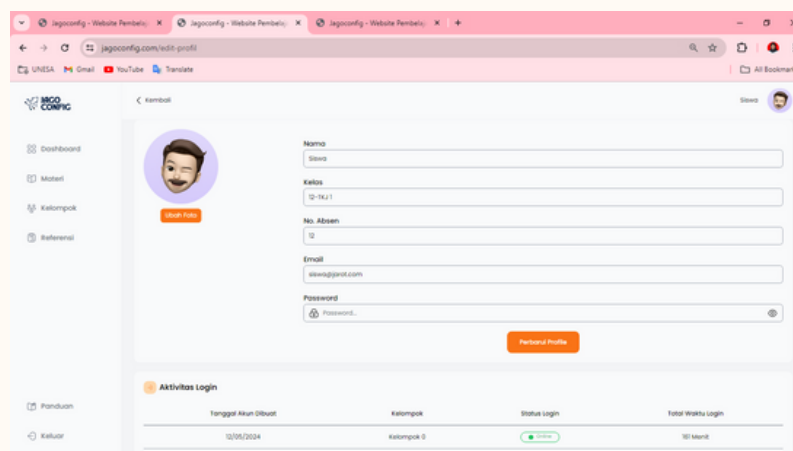 Jagoconfig - Website Pembelaj Jagoconfig - Website Pembelaj Jagoconfig - Website Pembelaj
jagoconfig.com/edit-profil
UNESA Gmail YouTube Translate All Bookmar
JAGO
CONFIG
Kembali Siswa
Dashboard
Materi
Kelompok
Referensi
Panduan
Keluar
Ubah Foto
Nama
Siswa
Kelas
12-TKJ 1
No. Absen
12
Email
siswa@jarot.com
Password
Password..
Perbarui Profile
Aktivitas Login
Tanggal Akun Dibuat Kelompok Status Login Total Waktu Login
12/05/2024 Kelompok 0 Online 161 Menit